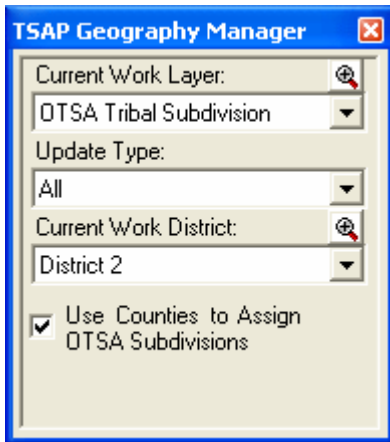 TSAP Geography Manager
Current Work Layer:
OTSA Tribal Subdivision
Update Type:
All
Current Work District:
District 2
Use Counties to Assign
OTSA Subdivisions